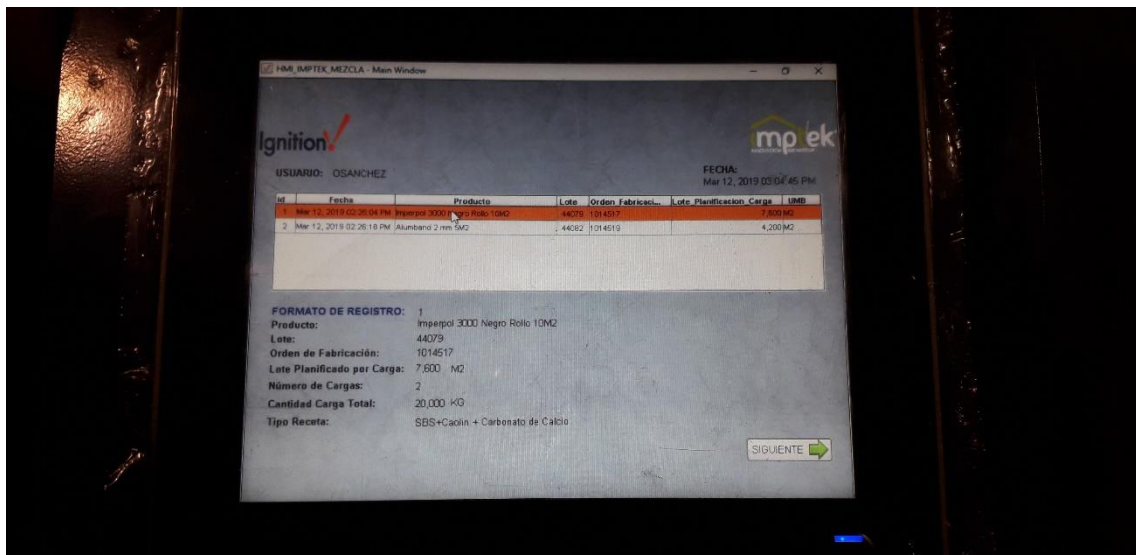 HMI_IMPTEK_MEZCLA - Main Window
Ignition!
imptek
USUARIO: OSANCHEZ
FECHA:
Mar 12, 2019 03:04:45 PM
id Fecha Producto Lote Orden_Fabricaci... Lote_Planificacion_Carga UMB
1 Mar 12, 2019 02:26:04 PM Imperpol 3000 Negro Rollo 10M2 44079 1014517 7,600 M2
2 Mar 12, 2019 02:26:18 PM Alumband 2 mm 5M2 44082 1014519 4,200 M2
FORMATO DE REGISTRO: 1
Producto: Imperpol 3000 Negro Rollo 10M2
Lote: 44079
Orden de Fabricación: 1014517
Lote Planificado por Carga: 7,600 M2
Número de Cargas: 2
Cantidad Carga Total: 20,000 KG
Tipo Receta: SBS+Caolin + Carbonato de Calcio
SIGUIENTE